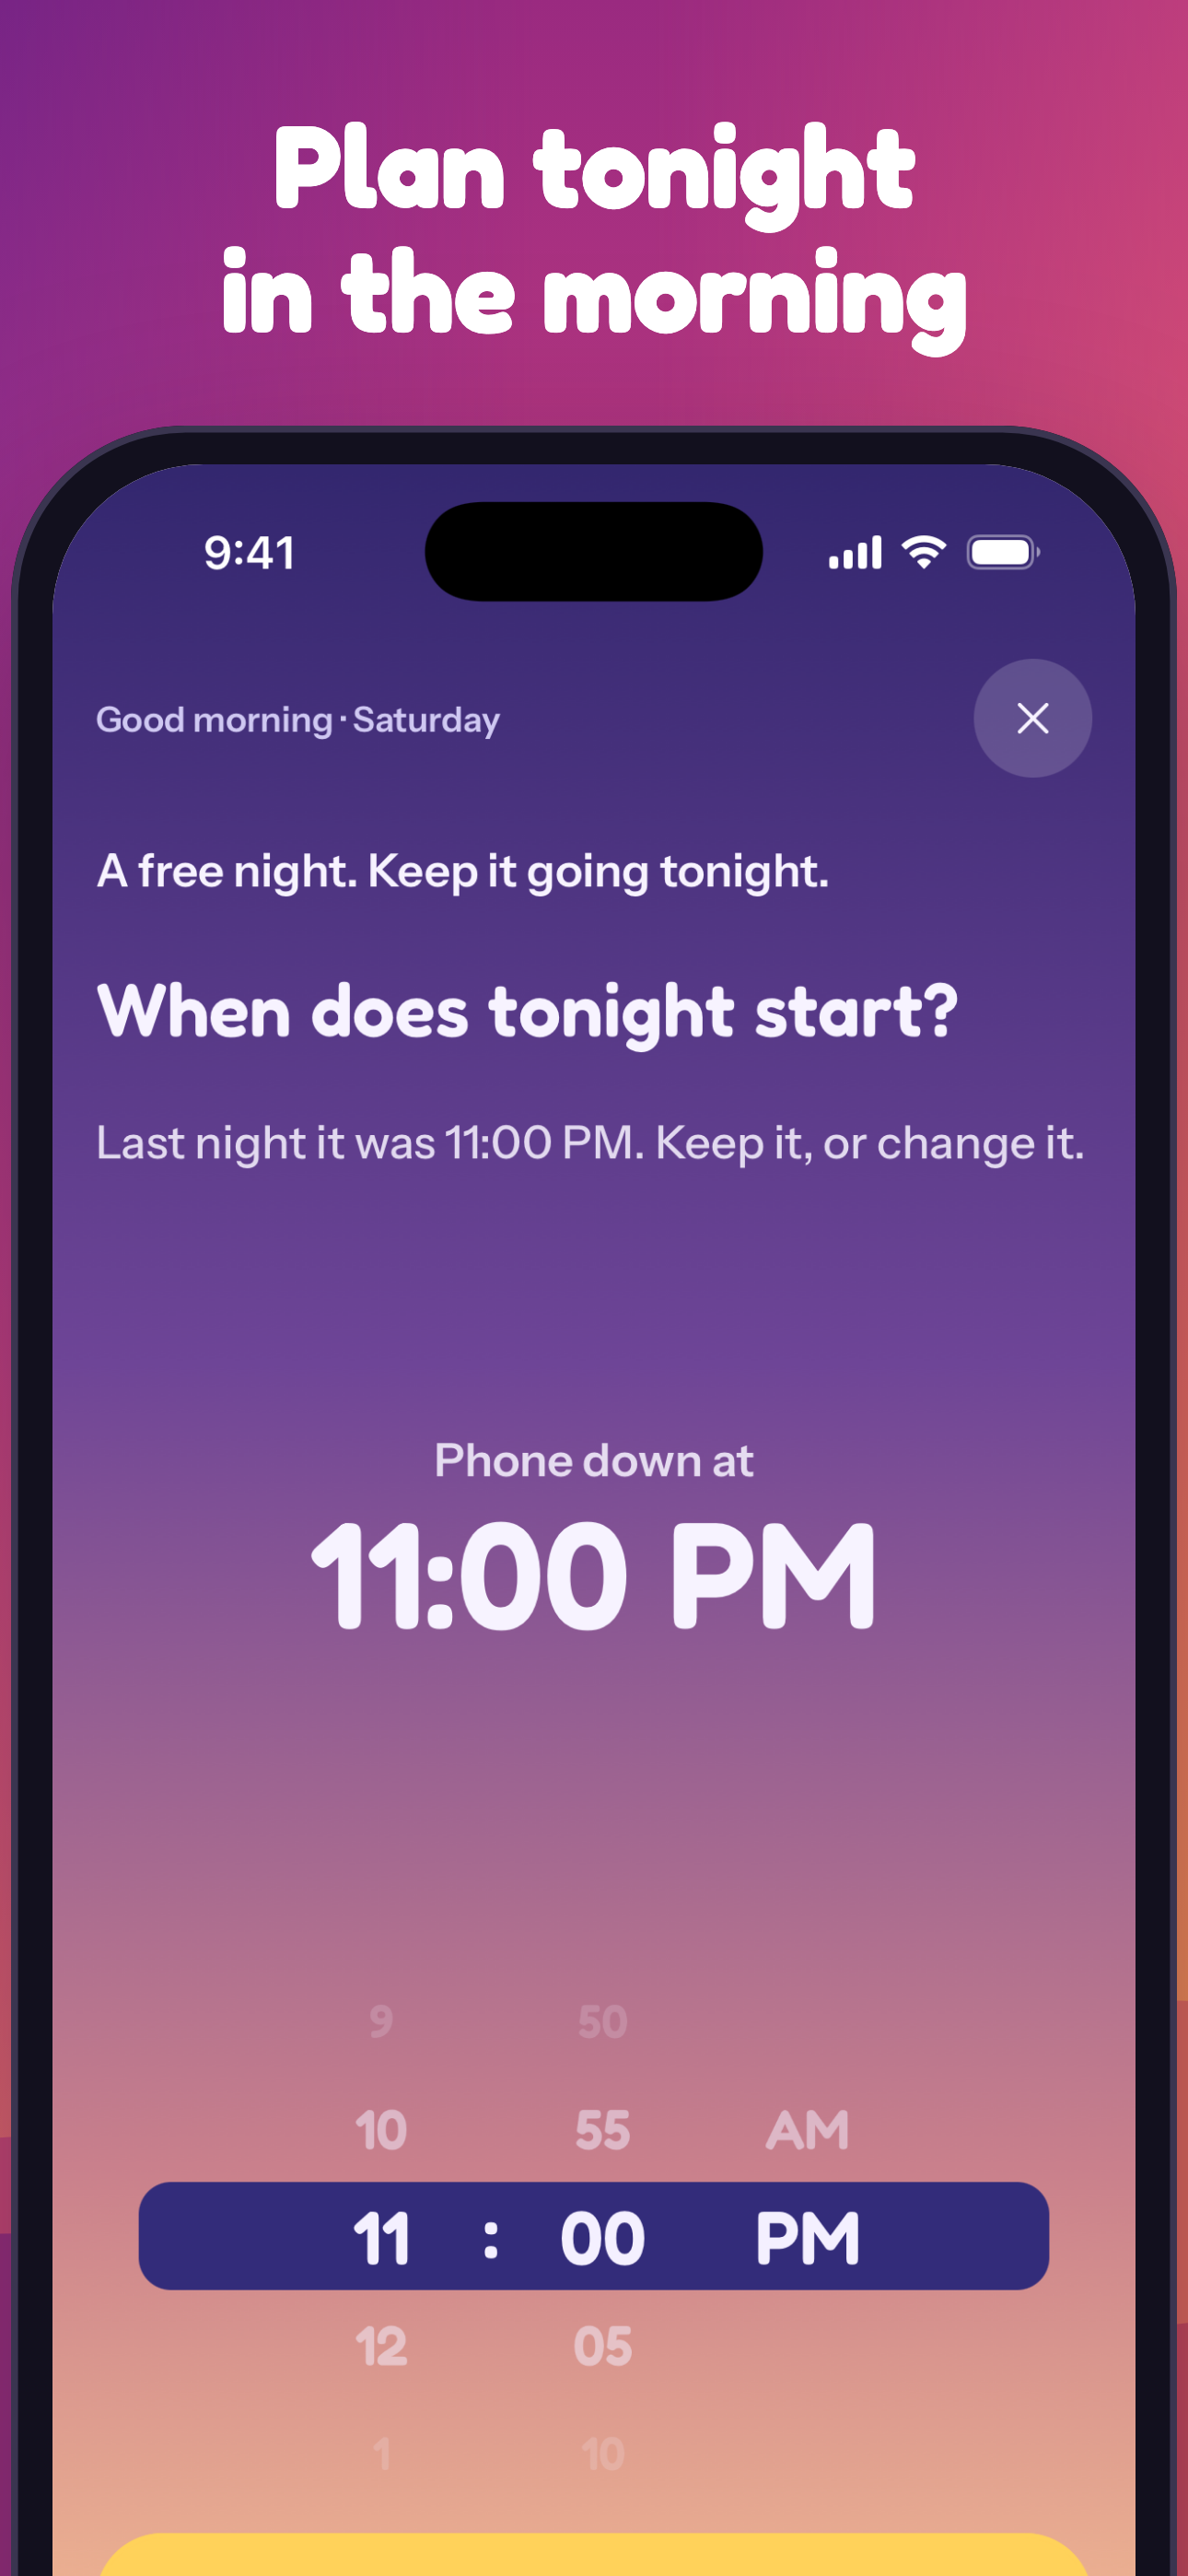 Plan tonight
in the morning
9:41
Good morning · Saturday
A free night. Keep it going tonight.
When does tonight start?
Last night it was 11:00 PM. Keep it, or change it.
Phone down at
11:00 PM
9 50
10 55 AM
11 : 00 PM
12 05
1 10